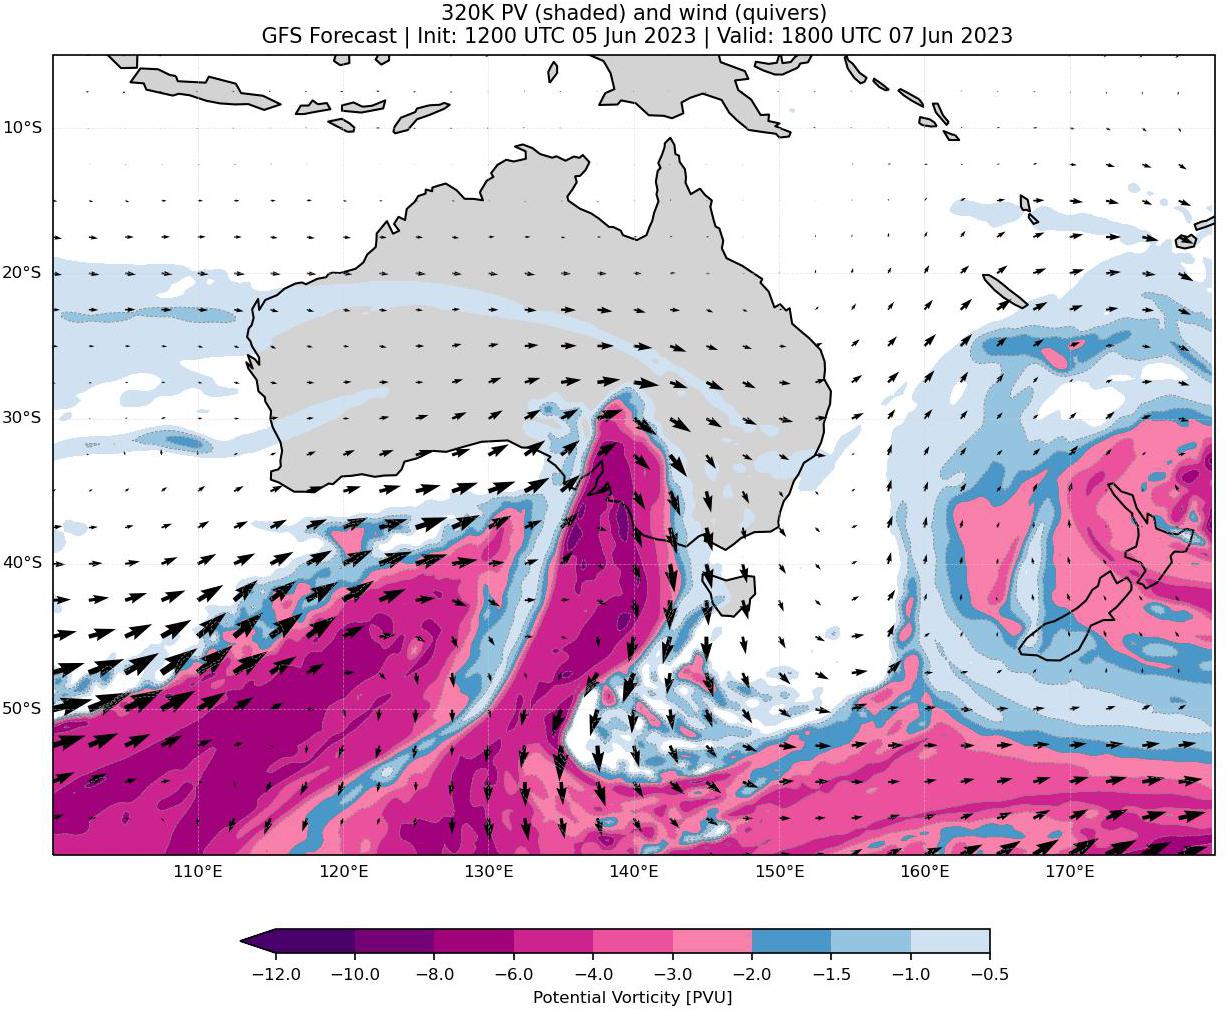 320K PV (shaded) and wind (quivers)
GFS Forecast | Init: 1200 UTC 05 Jun 2023 | Valid: 1800 UTC 07 Jun 2023
10°S
20°S
30°S
40°S
50°S
110°E 120°E 130°E 140°E 150°E 160°E 170°E
−12.0 −10.0 −8.0 −6.0 −4.0 −3.0 −2.0 −1.5 −1.0 −0.5
Potential Vorticity [PVU]